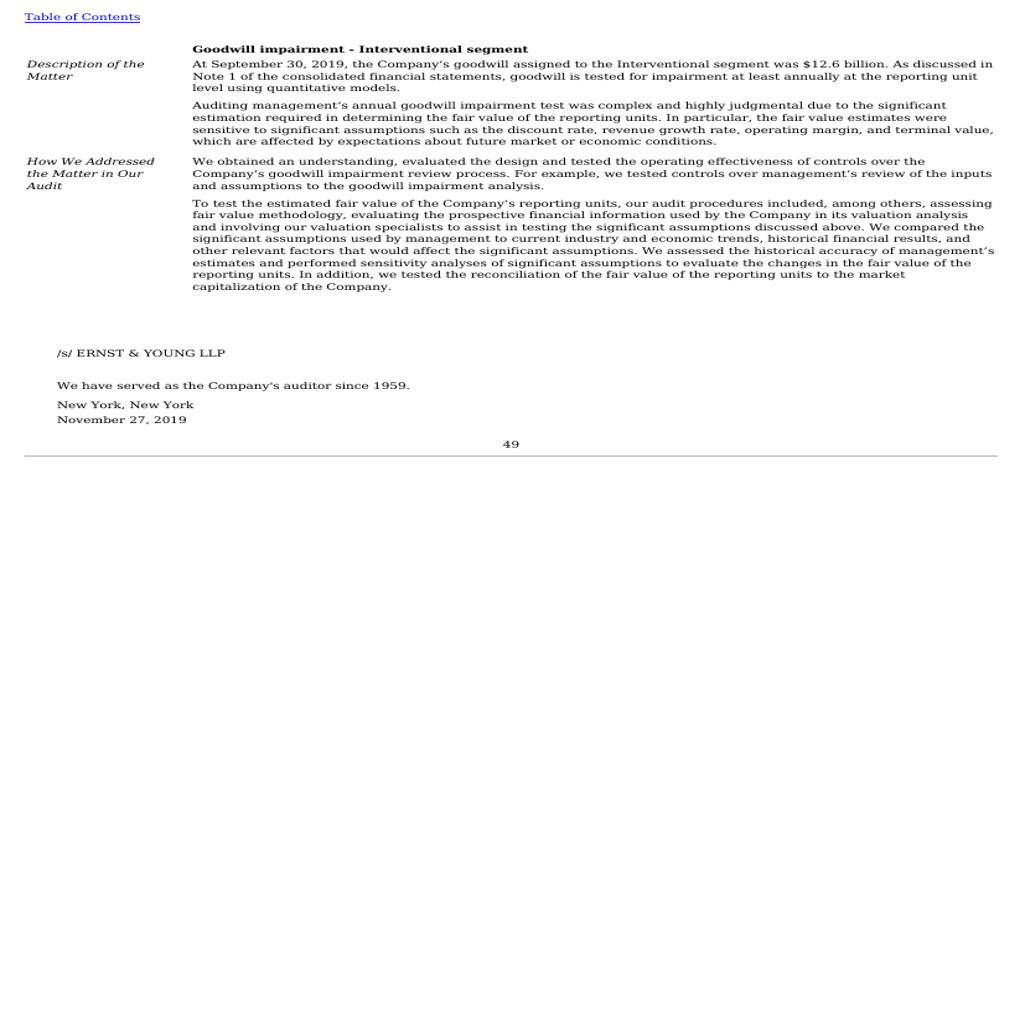 Table of Contents
Goodwill impairment - Interventional segment
Description of the
Matter
At September 30, 2019, the Company’s goodwill assigned to the Interventional segment was $12.6 billion. As discussed in
Note 1 of the consolidated financial statements, goodwill is tested for impairment at least annually at the reporting unit
level using quantitative models.
Auditing management’s annual goodwill impairment test was complex and highly judgmental due to the significant
estimation required in determining the fair value of the reporting units. In particular, the fair value estimates were
sensitive to significant assumptions such as the discount rate, revenue growth rate, operating margin, and terminal value,
which are affected by expectations about future market or economic conditions.
How We Addressed
the Matter in Our
Audit
We obtained an understanding, evaluated the design and tested the operating effectiveness of controls over the
Company’s goodwill impairment review process. For example, we tested controls over management’s review of the inputs
and assumptions to the goodwill impairment analysis.
To test the estimated fair value of the Company’s reporting units, our audit procedures included, among others, assessing
fair value methodology, evaluating the prospective financial information used by the Company in its valuation analysis
and involving our valuation specialists to assist in testing the significant assumptions discussed above. We compared the
significant assumptions used by management to current industry and economic trends, historical financial results, and
other relevant factors that would affect the significant assumptions. We assessed the historical accuracy of management’s
estimates and performed sensitivity analyses of significant assumptions to evaluate the changes in the fair value of the
reporting units. In addition, we tested the reconciliation of the fair value of the reporting units to the market
capitalization of the Company.
/s/ ERNST & YOUNG LLP
We have served as the Company's auditor since 1959.
New York, New York
November 27, 2019
49